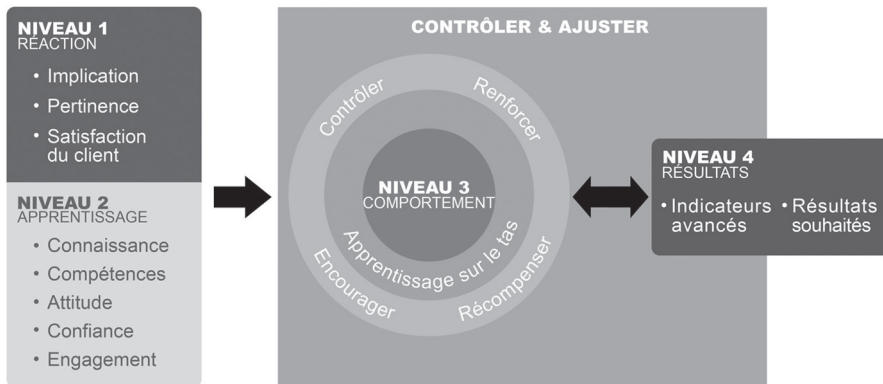 NIVEAU 1
RÉACTION
• Implication
• Pertinence
• Satisfaction
du client
NIVEAU 2
APPRENTISSAGE
• Connaissance
• Compétences
• Attitude
• Confiance
• Engagement
CONTRÔLER & AJUSTER
Contrôler
Renforcer
NIVEAU 3
COMPORTEMENT
Apprentissage sur le tas
Encourager
Récompenser
NIVEAU 4
RÉSULTATS
• Indicateurs
avancés
• Résultats
souhaités